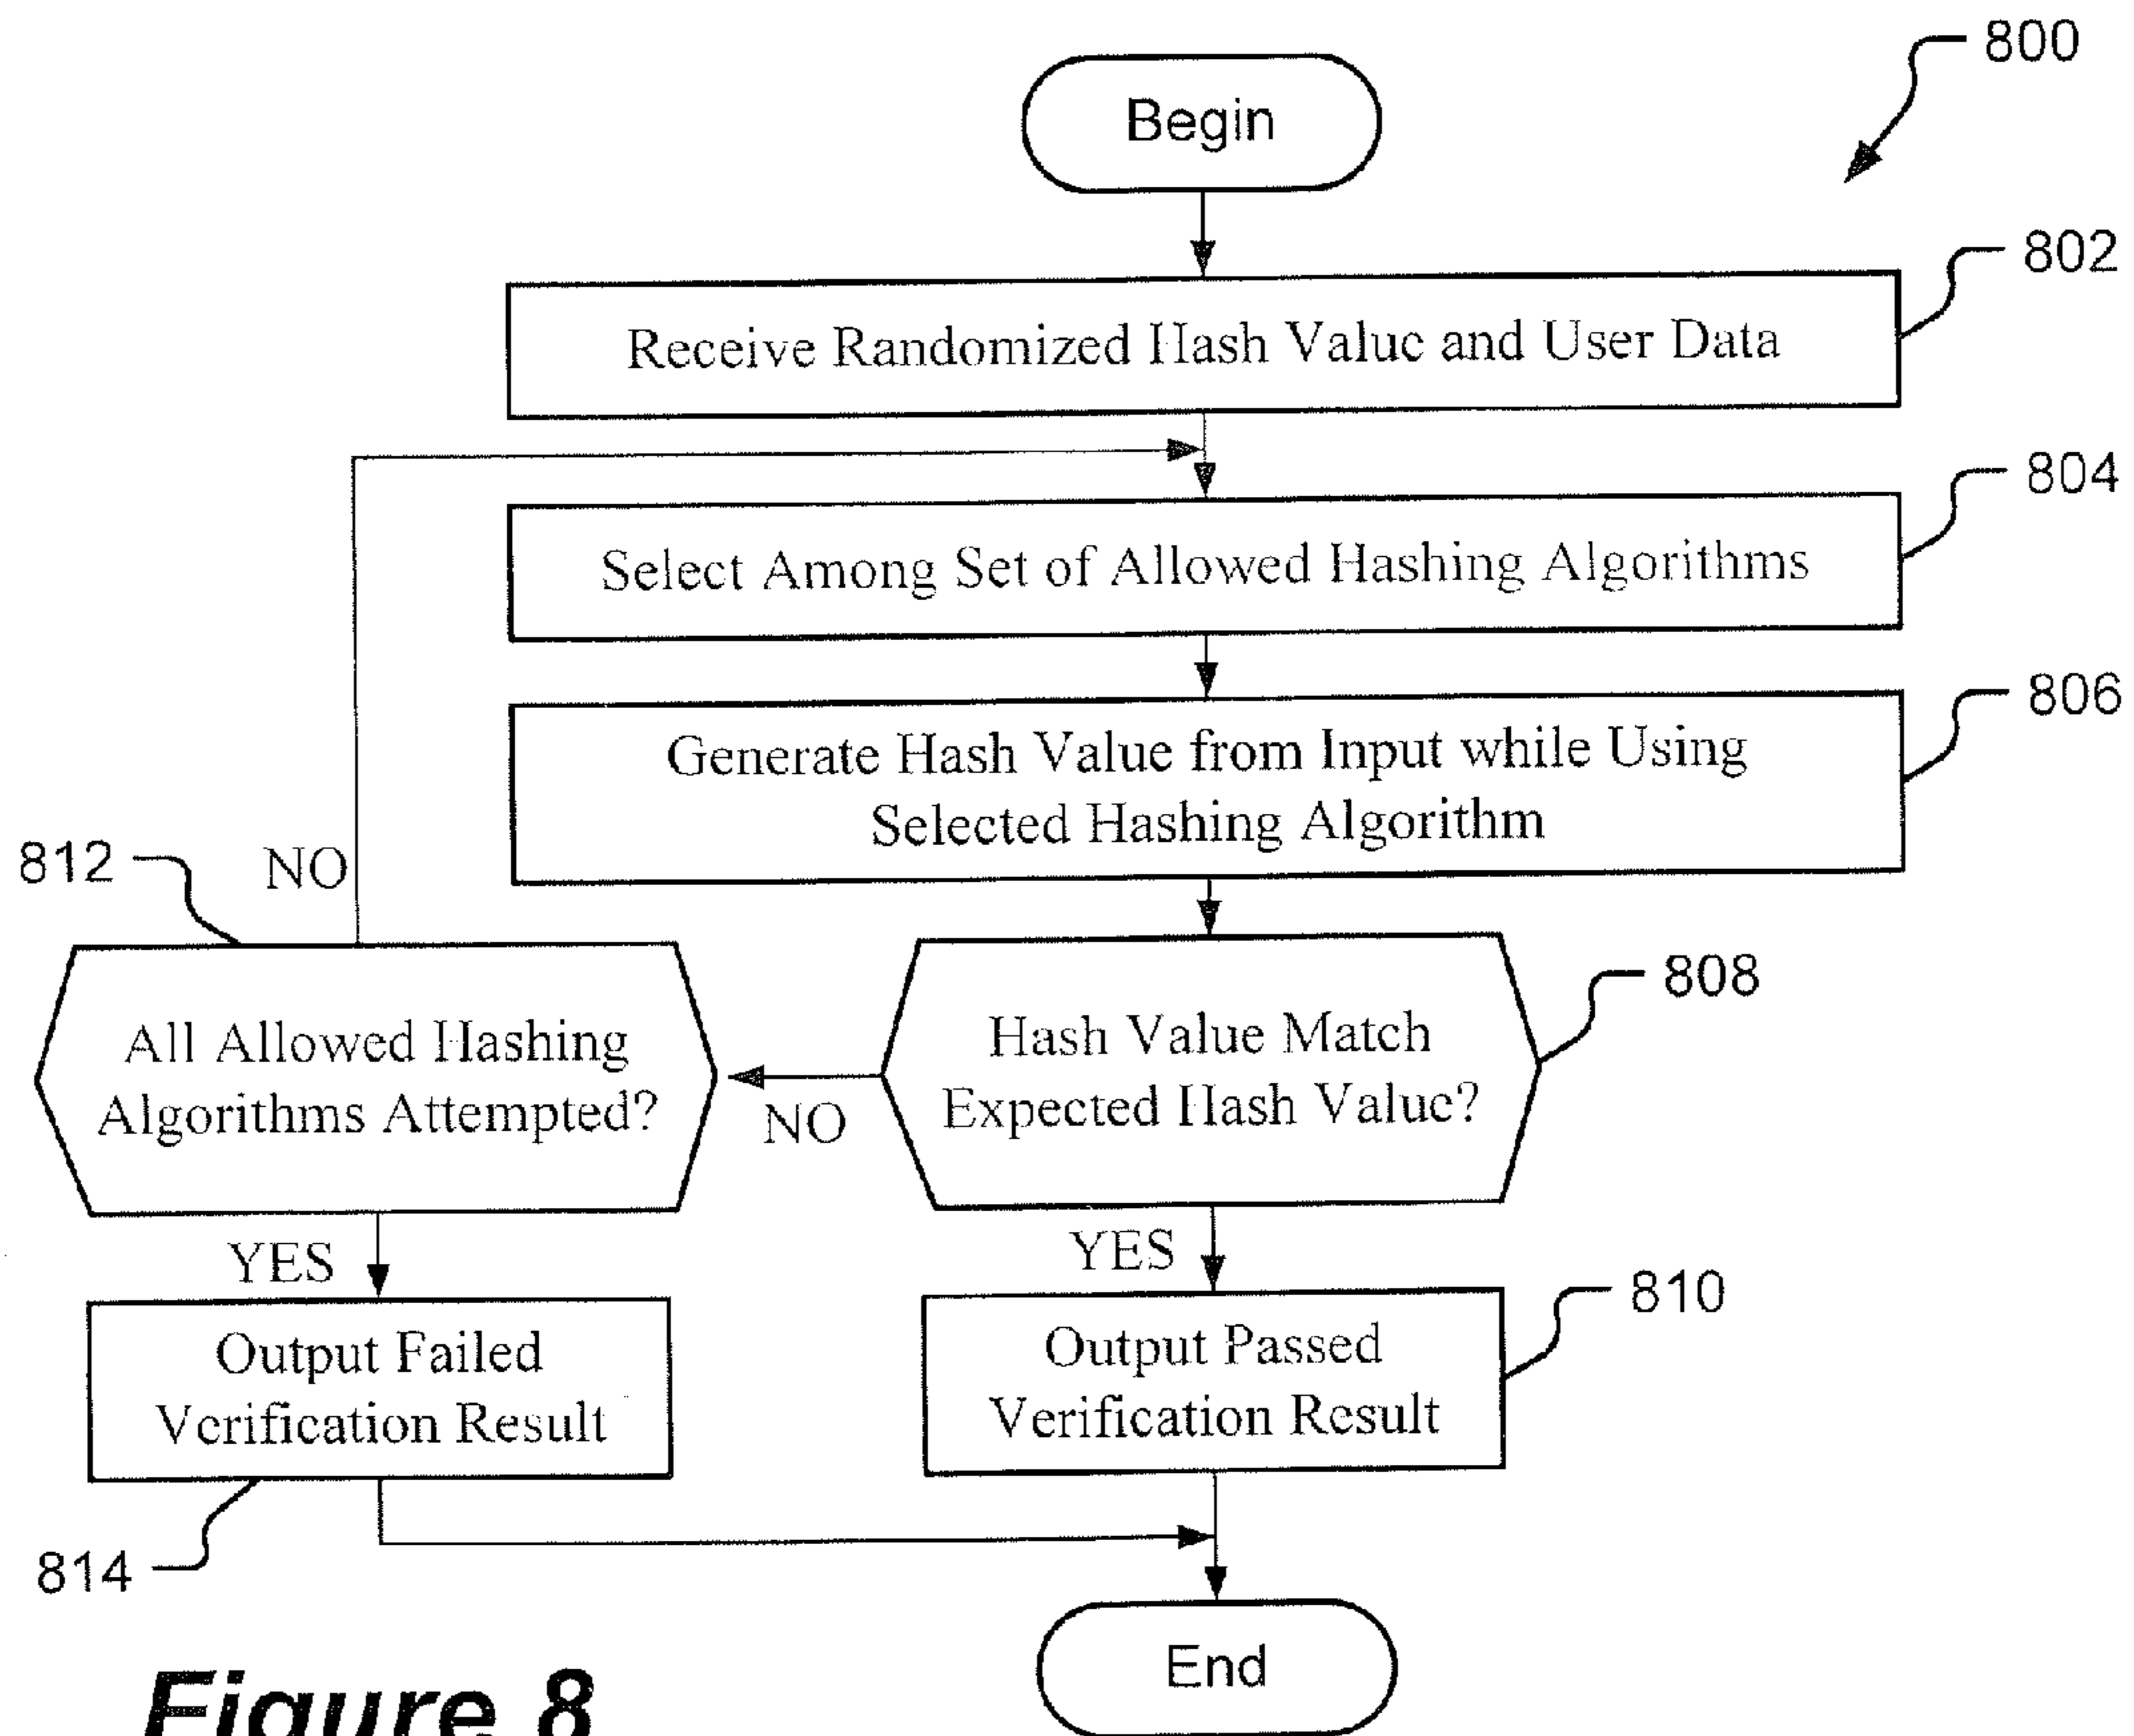 800
Begin
802
Receive Randomized Hash Value and User Data
804
Select Among Set of Allowed Hashing Algorithms
806
Generate Hash Value from Input while Using
Selected Hashing Algorithm
812
NO
808
All Allowed Hashing
Algorithms Attempted?
NO
Hash Value Match
Expected Hash Value?
YES
YES
810
Output Failed
Verification Result
Output Passed
Verification Result
814
End
Figure 8